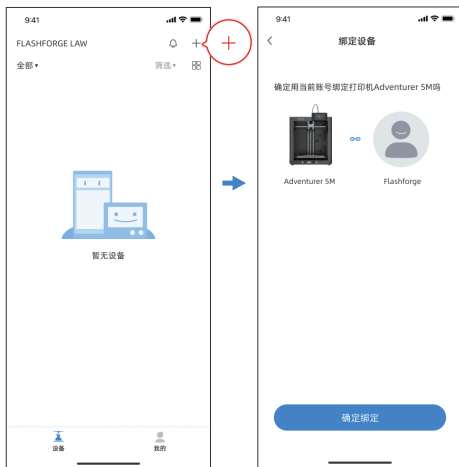 9:41
FLASHFORGE LAW
全部
筛选
暂无设备
设备
我的
9:41
绑定设备
确定用当前账号绑定打印机Adventurer 5M吗
Adventurer 5M
Flashforge
确定绑定